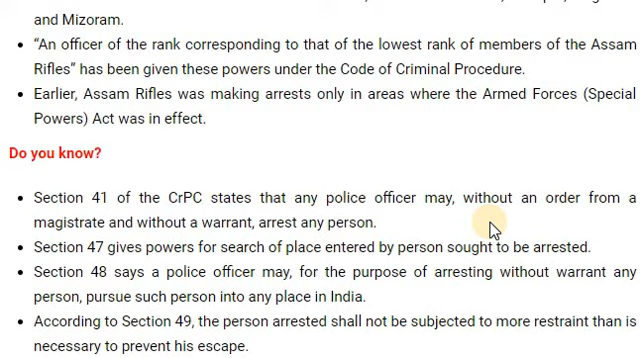 and Mizoram.
• “An officer of the rank corresponding to that of the lowest rank of members of the Assam
Rifles” has been given these powers under the Code of Criminal Procedure.
• Earlier, Assam Rifles was making arrests only in areas where the Armed Forces (Special
Powers) Act was in effect.
Do you know?
• Section 41 of the CrPC states that any police officer may, without an order from a
magistrate and without a warrant, arrest any person.
• Section 47 gives powers for search of place entered by person sought to be arrested.
• Section 48 says a police officer may, for the purpose of arresting without warrant any
person, pursue such person into any place in India.
• According to Section 49, the person arrested shall not be subjected to more restraint than is
necessary to prevent his escape.